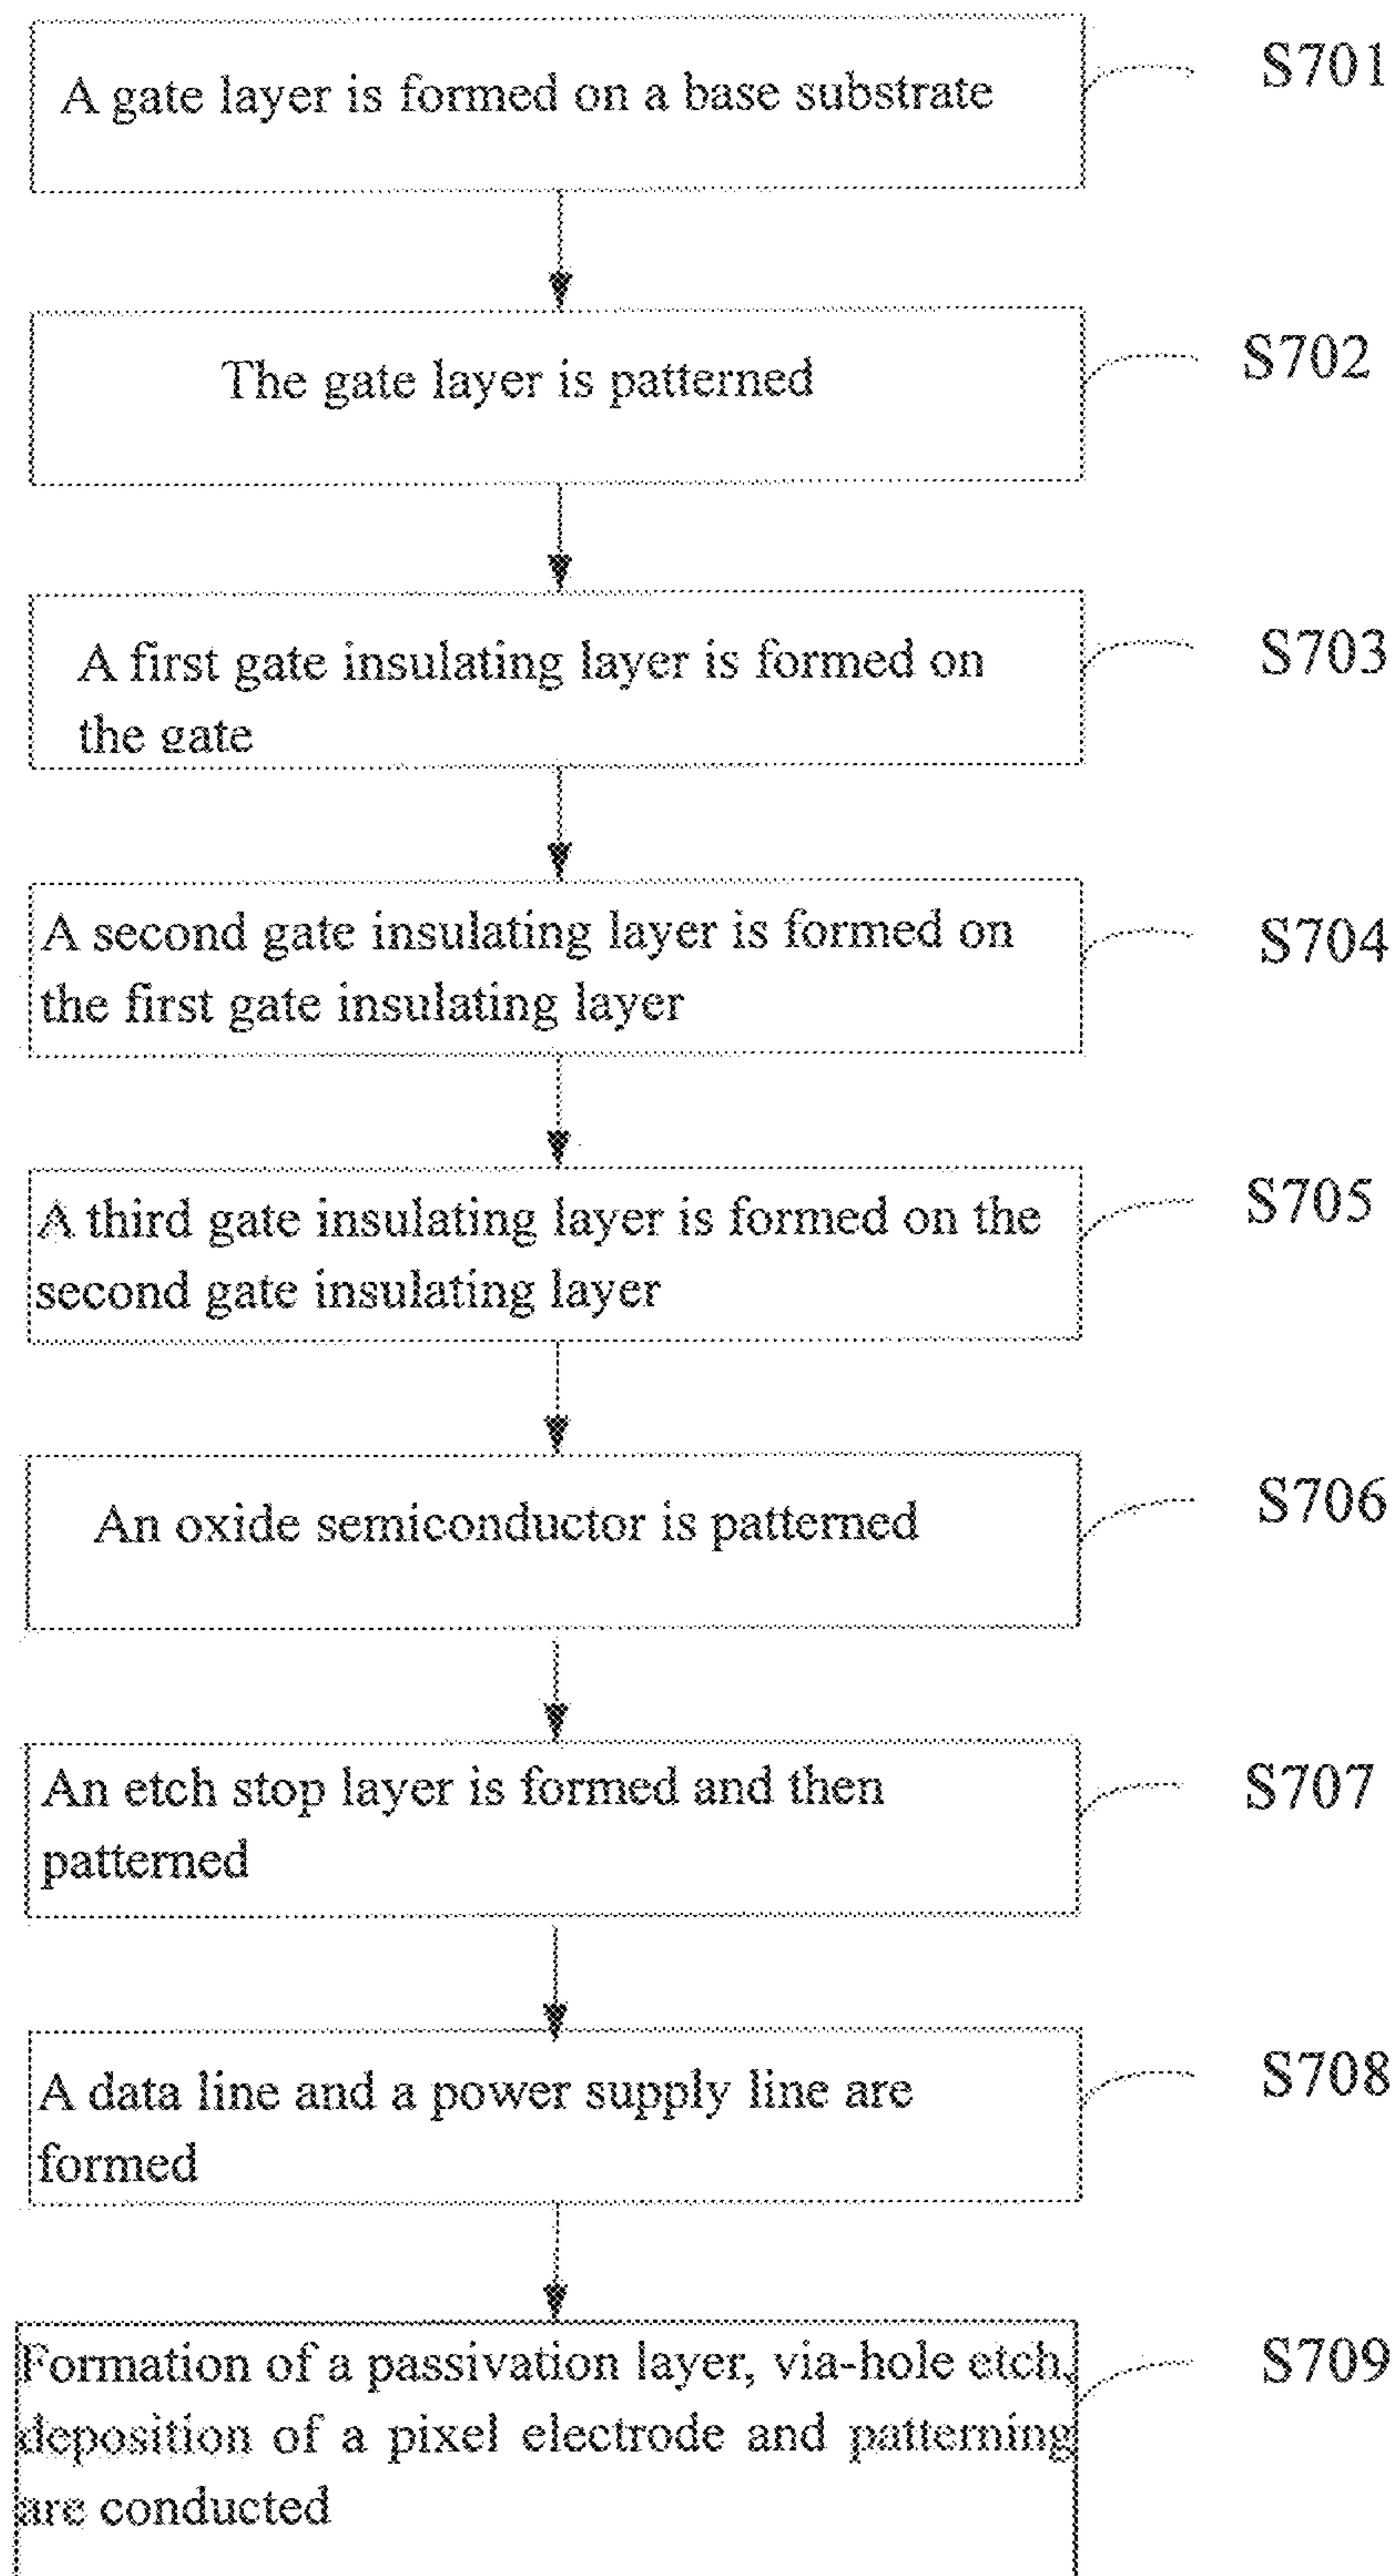 A gate layer is formed on a base substrate
S701
The gate layer is patterned
S702
A first gate insulating layer is formed on
the gate
S703
A second gate insulating layer is formed on
the first gate insulating layer
S704
A third gate insulating layer is formed on the
second gate insulating layer
S705
An oxide semiconductor is patterned
S706
An etch stop layer is formed and then
patterned
S707
A data line and a power supply line are
formed
S708
Formation of a passivation layer, via-hole etch,
deposition of a pixel electrode and patterning
are conducted
S709